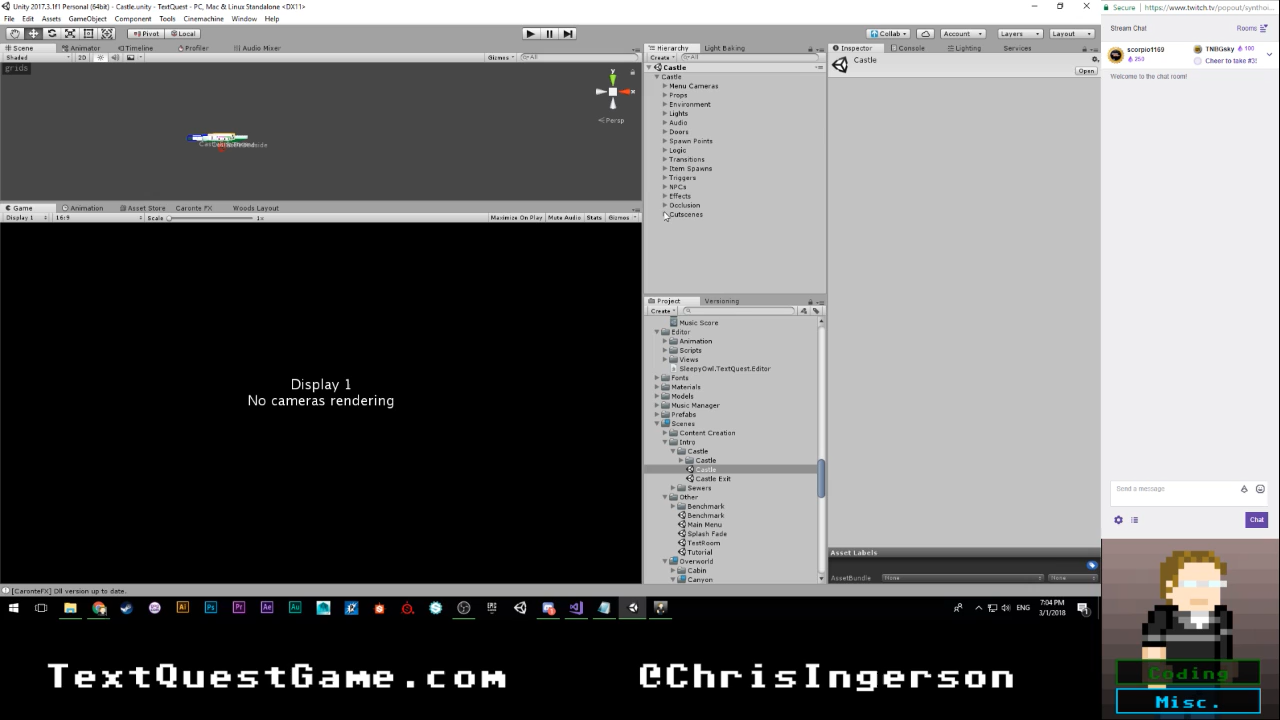 Unity 2017.3.1f1 Personal (64bit) - Castle.unity - TextQuest - PC, Mac & Linux Standalone <DX11>
File Edit Assets GameObject Component Tools Cinemachine Window Help
Pivot Local
Collab Account Layers Layout
Scene Animator Timeline Profiler Audio Mixer
Shaded 2D Gizmos All
grids
y
x
Persp
Game Animation Asset Store Caronte FX Woods Layout
Display 1 16:9 Scale 1x Maximize On Play Mute Audio Stats Gizmos
Display 1
No cameras rendering
[CaronteFX] Dll version up to date.
Hierarchy Light Baking
Create All
Castle
Castle
Menu Cameras
Props
Environment
Lights
Audio
Doors
Spawn Points
Logic
Transitions
Item Spawns
Triggers
NPCs
Effects
Occlusion
Cutscenes
Project Versioning
Create
Music Score
Editor
Animation
Scripts
Views
SleepyOwl.TextQuest.Editor
Fonts
Materials
Models
Music Manager
Prefabs
Scenes
Content Creation
Intro
Castle
Castle
Castle
Castle Exit
Sewers
Other
Benchmark
Benchmark
Main Menu
Splash Fade
TestRoom
Tutorial
Overworld
Cabin
Canyon
Inspector Console Lighting Services
Castle
Open
Asset Labels
AssetBundle None None
ENG
7:04 PM
3/1/2018
Secure https://www.twitch.tv/popout/synthoi...
Stream Chat Rooms
scorpio1169
250
TNBGsky 100
Cheer to take #3!
Welcome to the chat room!
Send a message
Chat
Coding
Misc.
TextQuestGame.com @ChrisIngerson